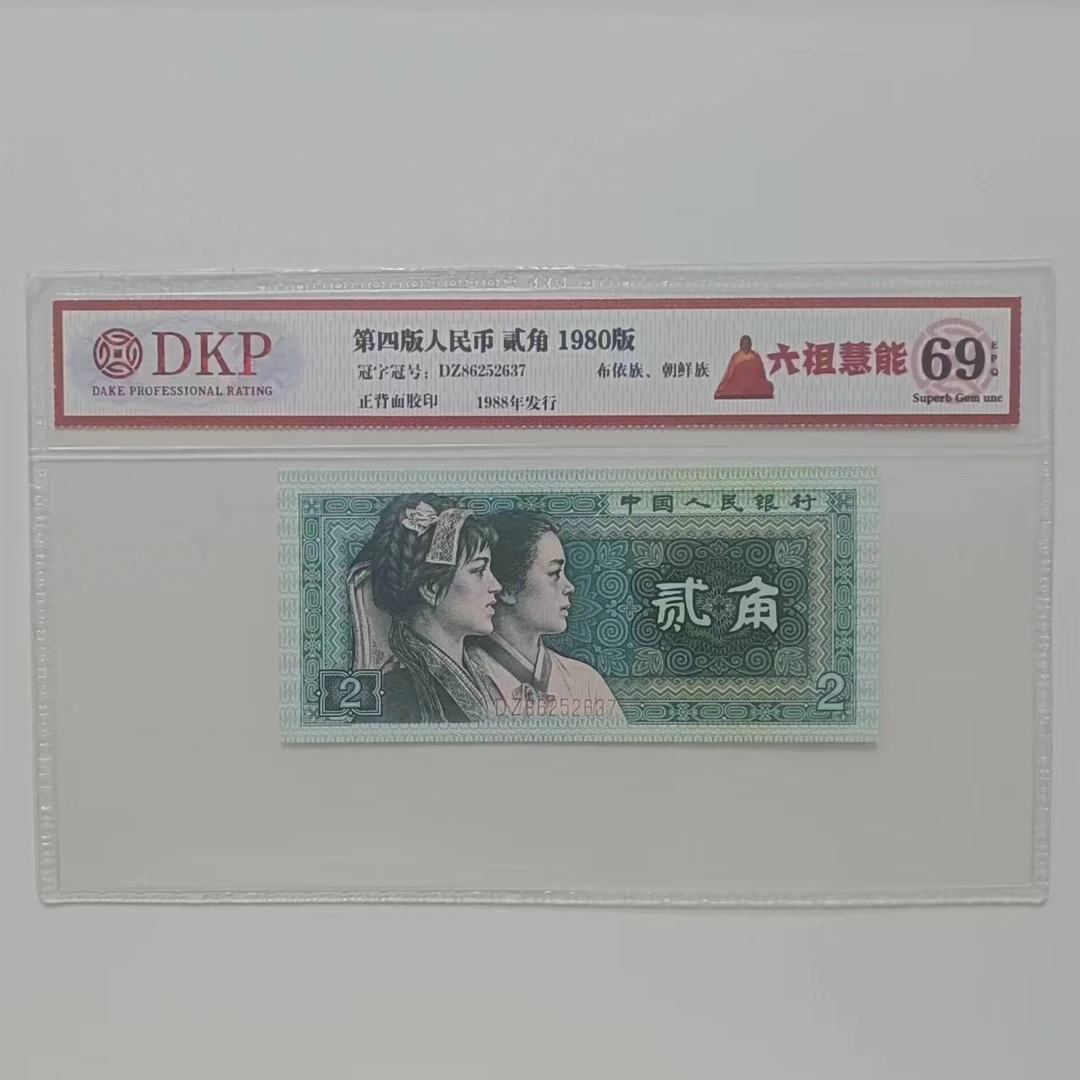 DKP
DAKE PROFESSIONAL RATING
第四版人民币 贰角 1980版
冠字冠号：DZ86252637 布依族、朝鲜族
正背面胶印 1988年发行
六祖慧能
69
EPQ
Superb Gem unc
中国人民银行
贰角
2
DZ86252637
2